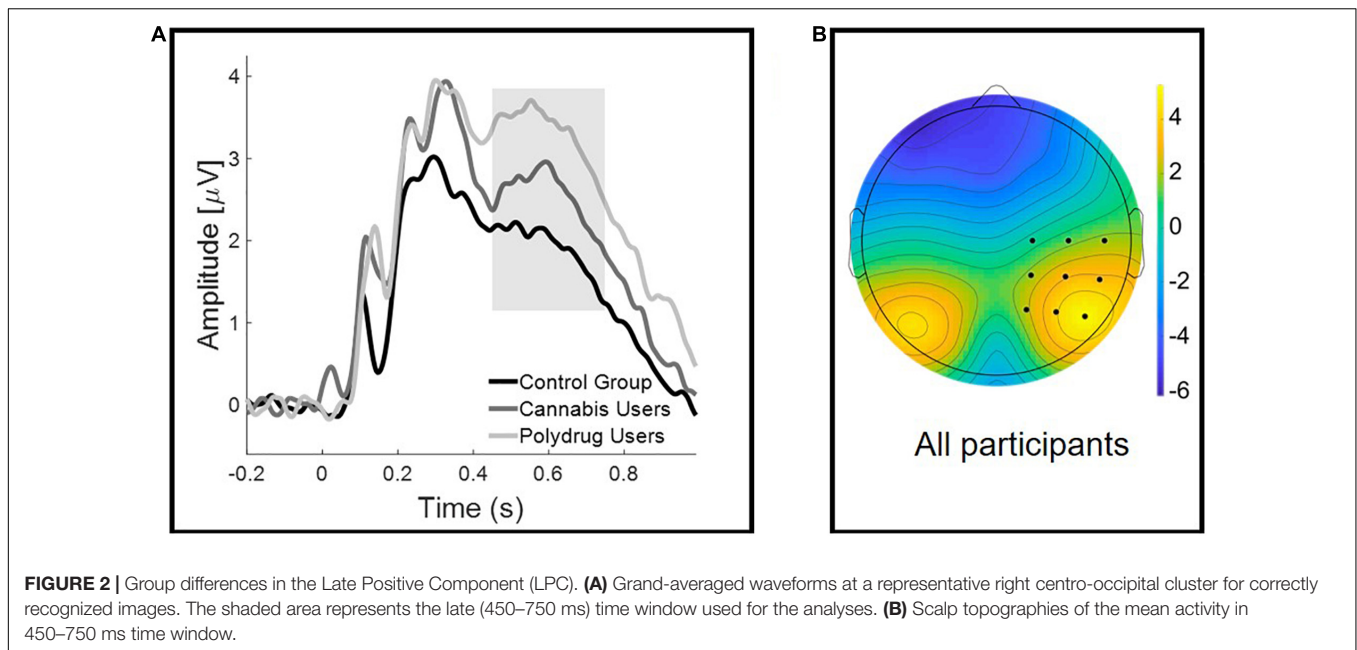 A
B
Amplitude [μV]
4
3
2
1
0
-0.2 0 0.2 0.4 0.6 0.8
Time (s)
Control Group
Cannabis Users
Polydrug Users
4
2
0
-2
-4
-6
All participants
FIGURE 2 | Group differences in the Late Positive Component (LPC). (A) Grand-averaged waveforms at a representative right centro-occipital cluster for correctly
recognized images. The shaded area represents the late (450–750 ms) time window used for the analyses. (B) Scalp topographies of the mean activity in
450–750 ms time window.